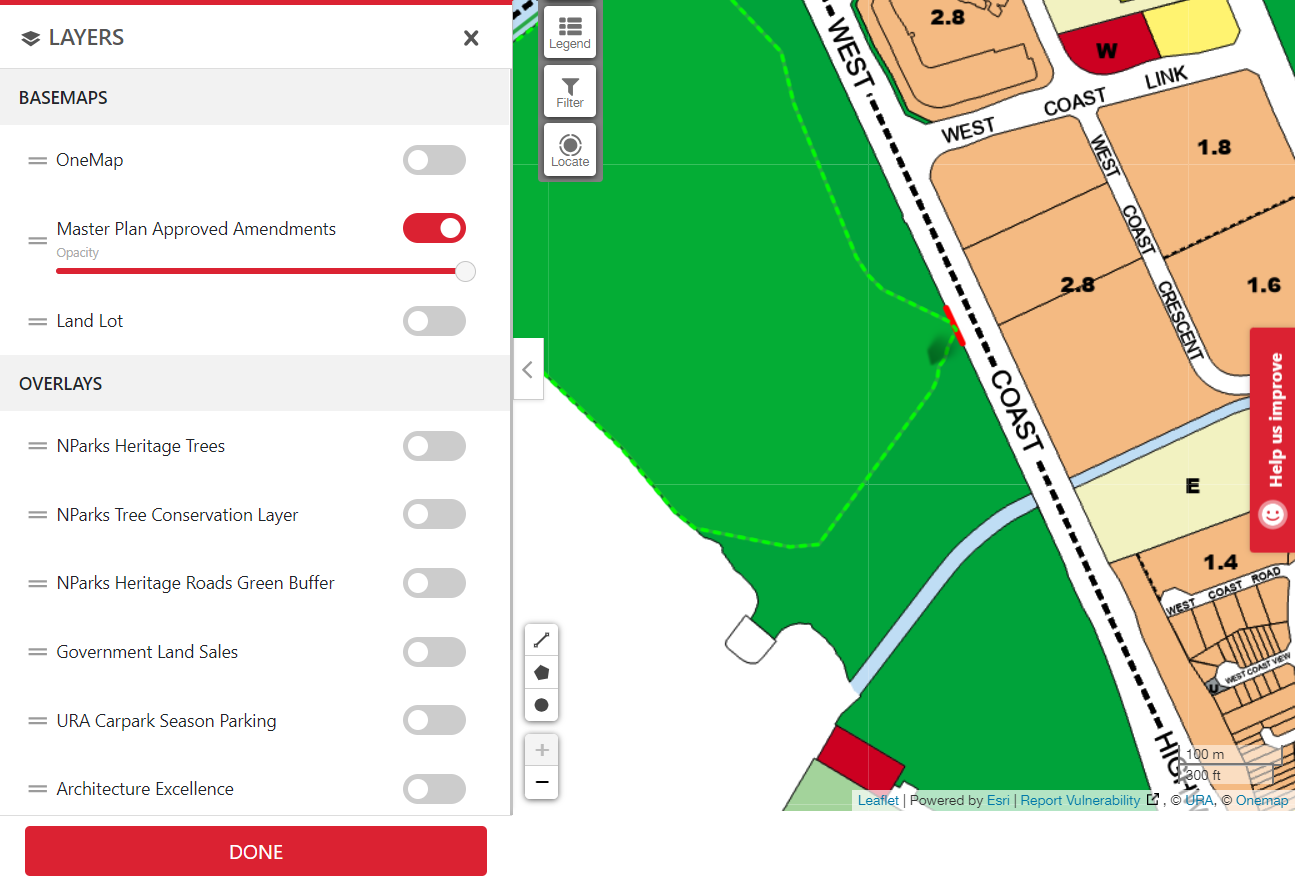 LAYERS
BASEMAPS
OneMap
Master Plan Approved Amendments
Opacity
Land Lot
OVERLAYS
NParks Heritage Trees
NParks Tree Conservation Layer
NParks Heritage Roads Green Buffer
Government Land Sales
URA Carpark Season Parking
Architecture Excellence
DONE
Legend
Filter
Locate
2.8
W
WEST
COAST
HIGHW
WEST COAST LINK
1.8
WEST COAST CRESCENT
2.8
1.6
E
1.4
WEST COAST ROAD
WEST COAST VIEW
U
Help us improve
100 m
300 ft
Leaflet | Powered by Esri | Report Vulnerability , © URA, © Onemap